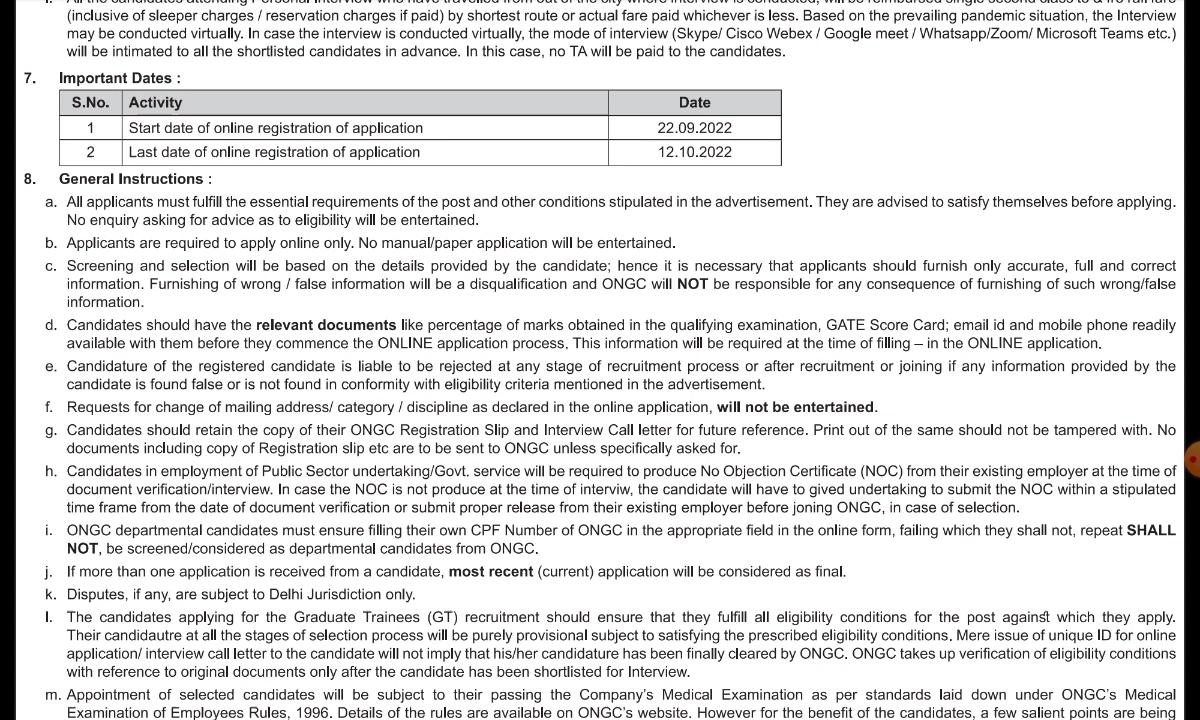 (inclusive of sleeper charges / reservation charges if paid) by shortest route or actual fare paid whichever is less. Based on the prevailing pandemic situation, the Interview
may be conducted virtually. In case the interview is conducted virtually, the mode of interview (Skype/ Cisco Webex / Google meet / Whatsapp/Zoom/ Microsoft Teams etc.)
will be intimated to all the shortlisted candidates in advance. In this case, no TA will be paid to the candidates.
7. Important Dates :
S.No. Activity Date
1 Start date of online registration of application 22.09.2022
2 Last date of online registration of application 12.10.2022
8. General Instructions :
a. All applicants must fulfill the essential requirements of the post and other conditions stipulated in the advertisement. They are advised to satisfy themselves before applying.
No enquiry asking for advice as to eligibility will be entertained.
b. Applicants are required to apply online only. No manual/paper application will be entertained.
c. Screening and selection will be based on the details provided by the candidate; hence it is necessary that applicants should furnish only accurate, full and correct
information. Furnishing of wrong / false information will be a disqualification and ONGC will NOT be responsible for any consequence of furnishing of such wrong/false
information.
d. Candidates should have the relevant documents like percentage of marks obtained in the qualifying examination, GATE Score Card; email id and mobile phone readily
available with them before they commence the ONLINE application process. This information will be required at the time of filling – in the ONLINE application.
e. Candidature of the registered candidate is liable to be rejected at any stage of recruitment process or after recruitment or joining if any information provided by the
candidate is found false or is not found in conformity with eligibility criteria mentioned in the advertisement.
f. Requests for change of mailing address/ category / discipline as declared in the online application, will not be entertained.
g. Candidates should retain the copy of their ONGC Registration Slip and Interview Call letter for future reference. Print out of the same should not be tampered with. No
documents including copy of Registration slip etc are to be sent to ONGC unless specifically asked for.
h. Candidates in employment of Public Sector undertaking/Govt. service will be required to produce No Objection Certificate (NOC) from their existing employer at the time of
document verification/interview. In case the NOC is not produce at the time of interviw, the candidate will have to gived undertaking to submit the NOC within a stipulated
time frame from the date of document verification or submit proper release from their existing employer before joning ONGC, in case of selection.
i. ONGC departmental candidates must ensure filling their own CPF Number of ONGC in the appropriate field in the online form, failing which they shall not, repeat SHALL
NOT, be screened/considered as departmental candidates from ONGC.
j. If more than one application is received from a candidate, most recent (current) application will be considered as final.
k. Disputes, if any, are subject to Delhi Jurisdiction only.
l. The candidates applying for the Graduate Trainees (GT) recruitment should ensure that they fulfill all eligibility conditions for the post against which they apply.
Their candidautre at all the stages of selection process will be purely provisional subject to satisfying the prescribed eligibility conditions. Mere issue of unique ID for online
application/ interview call letter to the candidate will not imply that his/her candidature has been finally cleared by ONGC. ONGC takes up verification of eligibility conditions
with reference to original documents only after the candidate has been shortlisted for Interview.
m. Appointment of selected candidates will be subject to their passing the Company's Medical Examination as per standards laid down under ONGC's Medical
Examination of Employees Rules, 1996. Details of the rules are available on ONGC's website. However for the benefit of the candidates, a few salient points are being